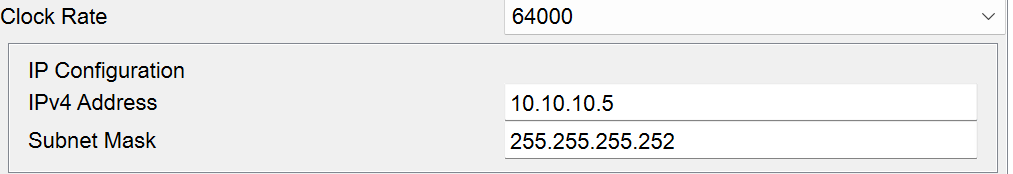 Clock Rate 64000
IP Configuration
IPv4 Address 10.10.10.5
Subnet Mask 255.255.255.252